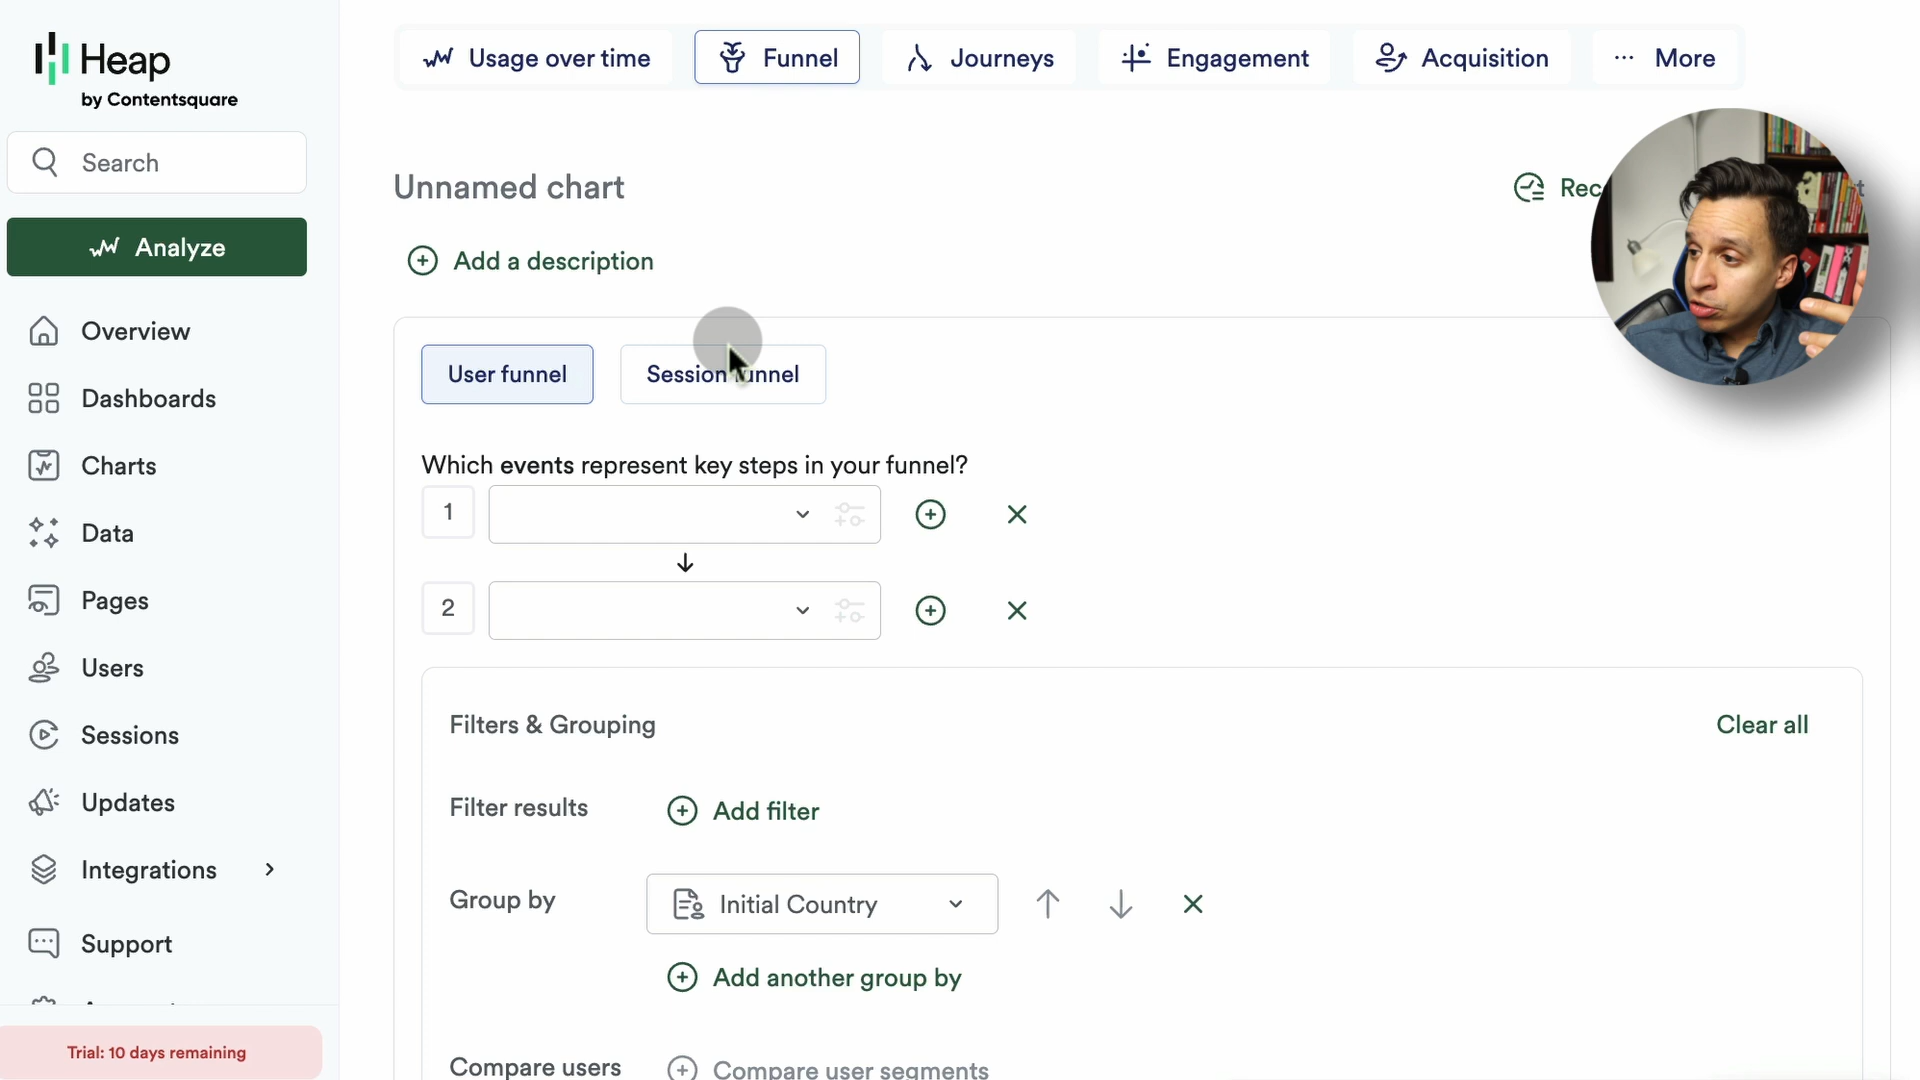 Heap
by Contentsquare
Search
Analyze
Overview
Dashboards
Charts
Data
Pages
Users
Sessions
Updates
Integrations
Support
Trial: 10 days remaining
Usage over time
Funnel
Journeys
Engagement
Acquisition
More
Unnamed chart
Add a description
User funnel
Session funnel
Which events represent key steps in your funnel?
1
2
Filters & Grouping
Clear all
Filter results
Add filter
Group by
Initial Country
Add another group by
Compare users
Compare user segments